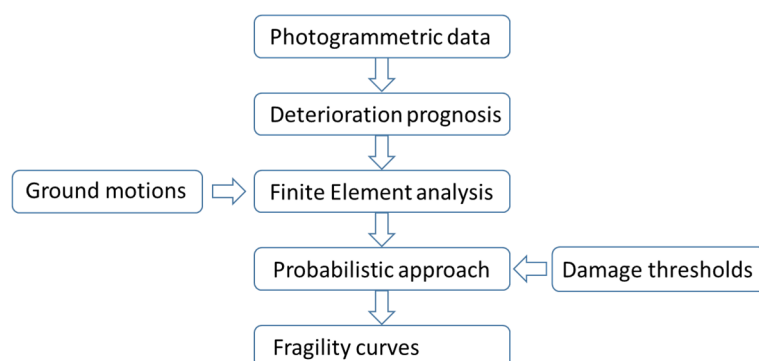 Photogrammetric data
Deterioration prognosis
Ground motions
Finite Element analysis
Probabilistic approach
Damage thresholds
Fragility curves